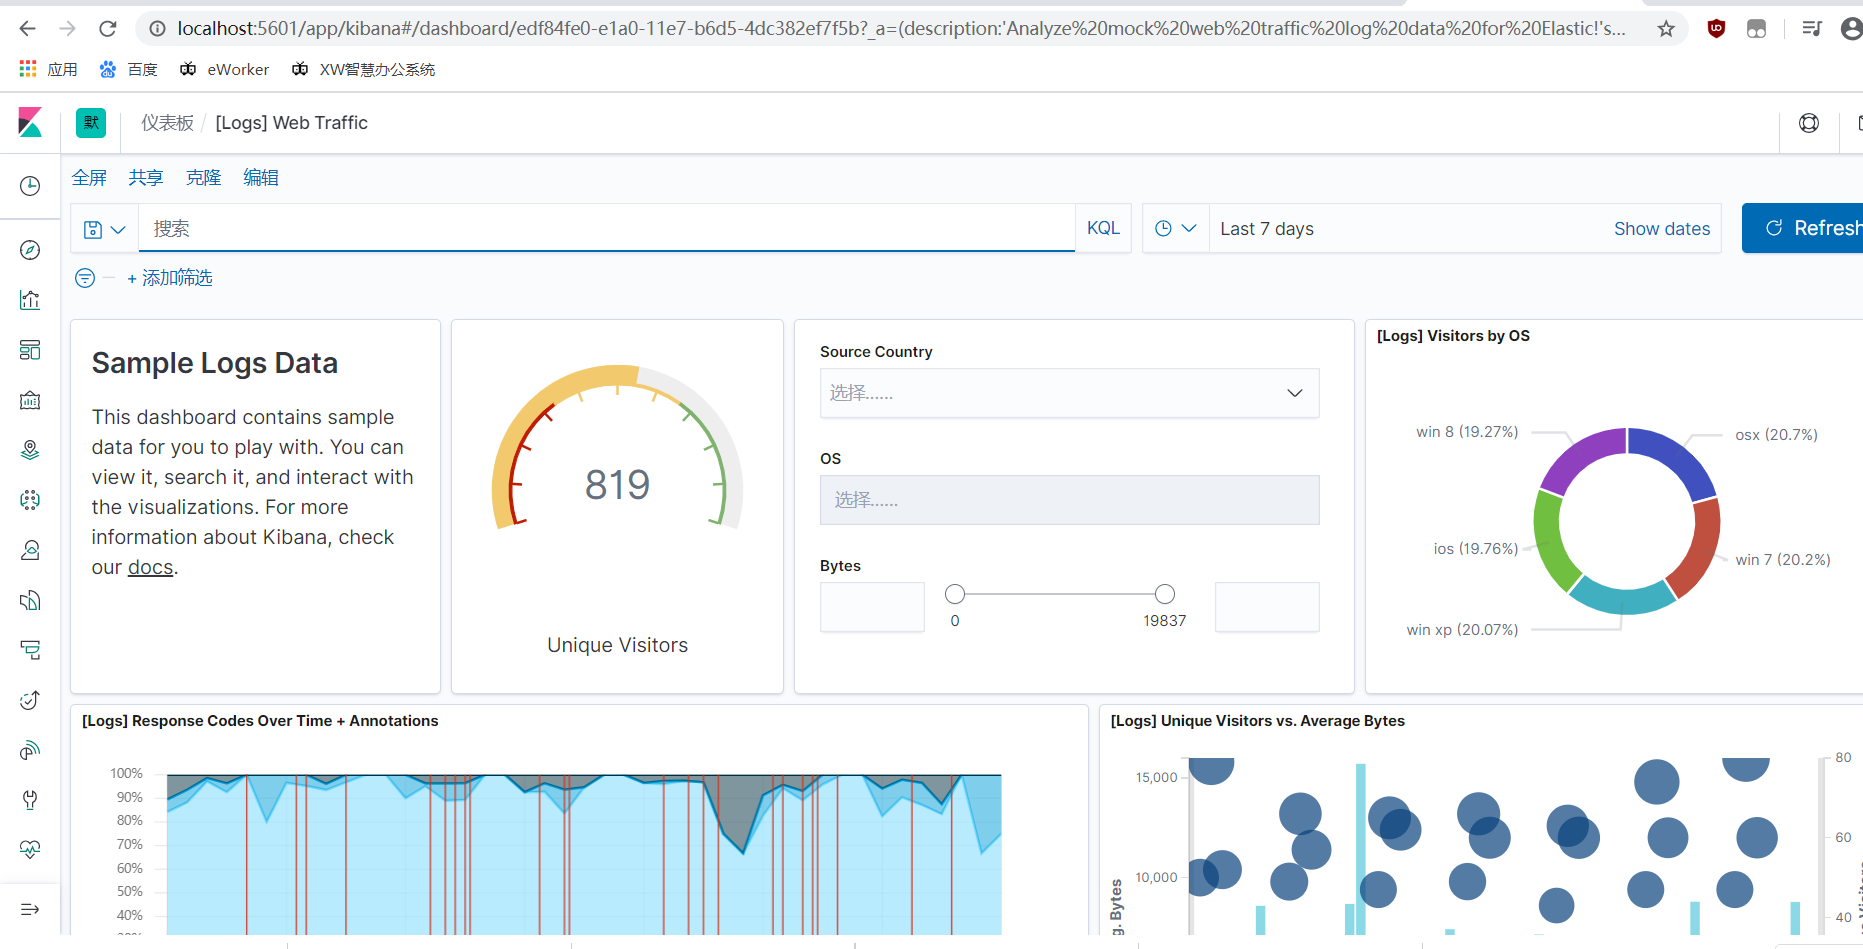 localhost:5601/app/kibana#/dashboard/edf84fe0-e1a0-11e7-b6d5-4dc382ef7f5b?_a=(description:'Analyze%20mock%20web%20traffic%20log%20data%20for%20Elastic!'s...
应用 百度 eWorker XW智慧办公系统
默 仪表板 / [Logs] Web Traffic
全屏 共享 克隆 编辑
搜索 KQL Last 7 days Show dates Refresh
+ 添加筛选
Sample Logs Data
This dashboard contains sample
data for you to play with. You can
view it, search it, and interact with
the visualizations. For more
information about Kibana, check
our docs.
819
Unique Visitors
Source Country
选择......
OS
选择......
Bytes
0 19837
[Logs] Visitors by OS
win 8 (19.27%)
osx (20.7%)
ios (19.76%)
win 7 (20.2%)
win xp (20.07%)
[Logs] Response Codes Over Time + Annotations
100%
90%
80%
70%
60%
50%
40%
[Logs] Unique Visitors vs. Average Bytes
15,000
10,000
g. Bytes
80
60
40